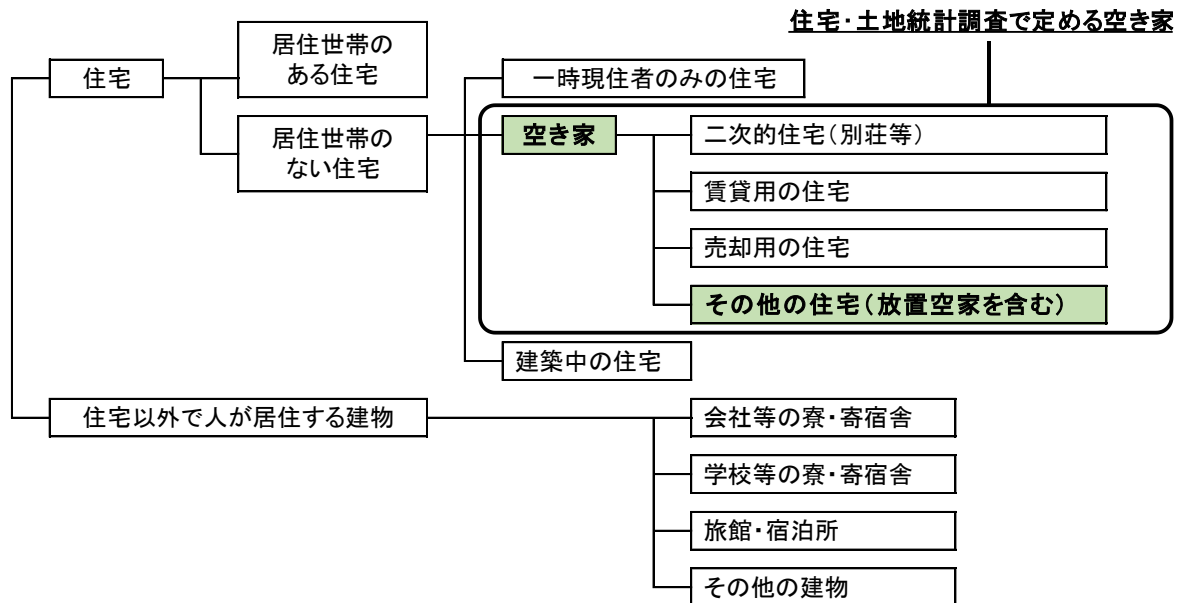 住宅・土地統計調査で定める空き家
住宅
居住世帯の
ある住宅
居住世帯の
ない住宅
一時現住者のみの住宅
空き家
二次的住宅(別荘等)
賃貸用の住宅
売却用の住宅
その他の住宅(放置空家を含む)
建築中の住宅
住宅以外で人が居住する建物
会社等の寮・寄宿舎
学校等の寮・寄宿舎
旅館・宿泊所
その他の建物